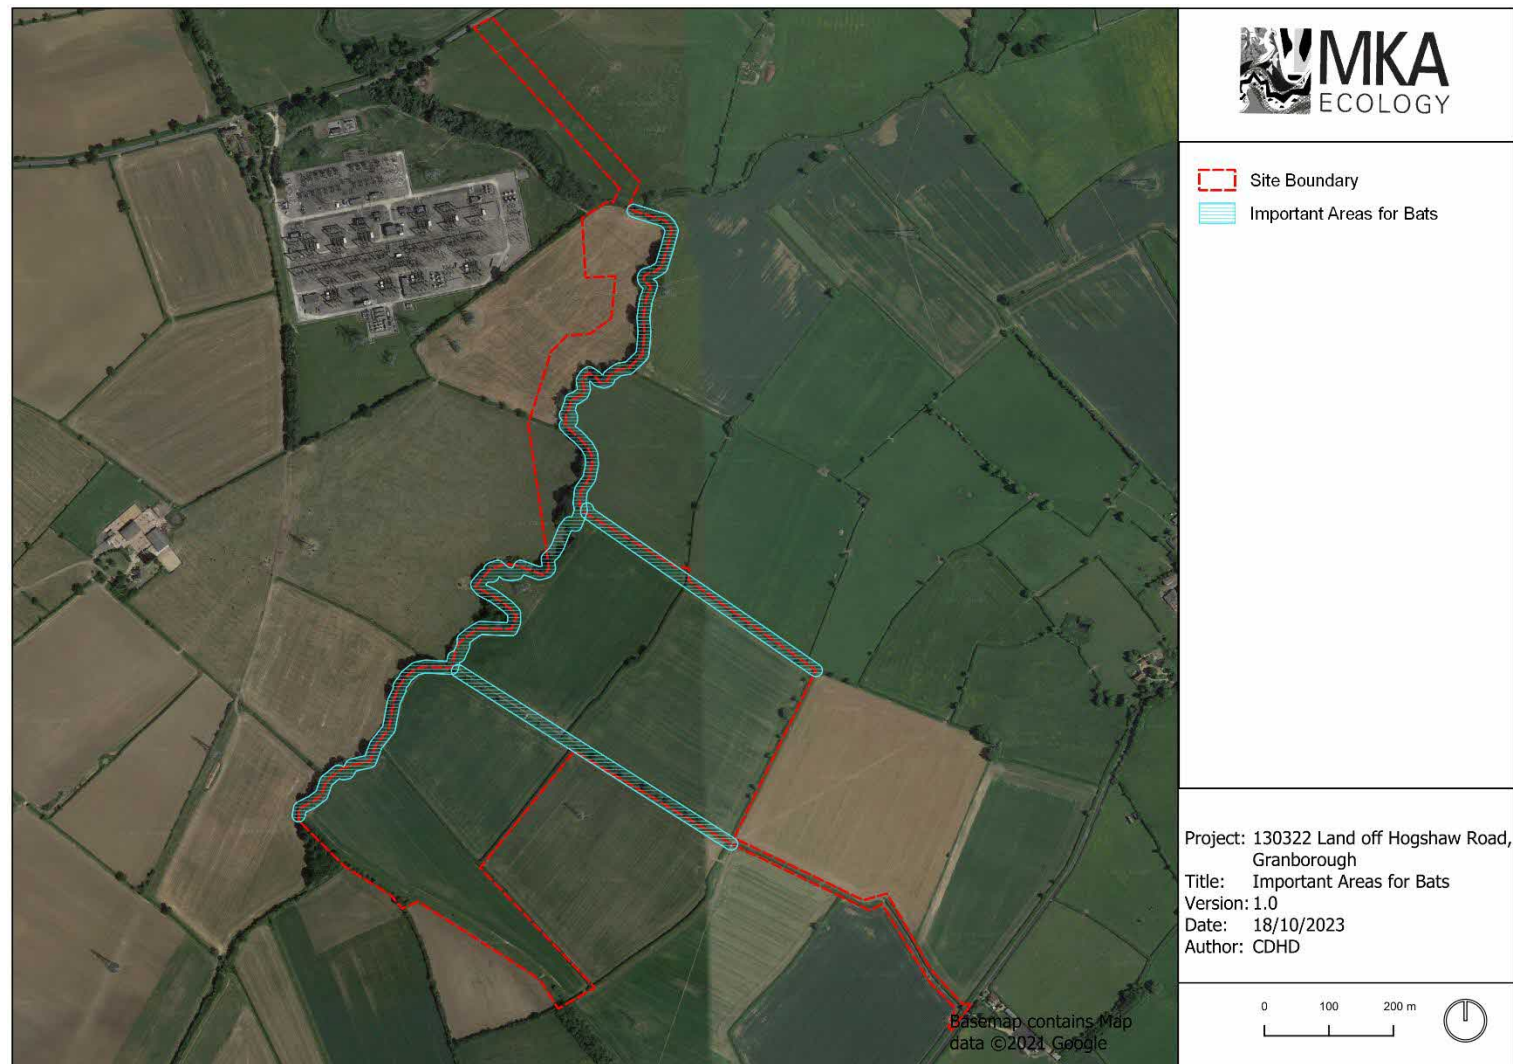 MKA
ECOLOGY
Site Boundary
Important Areas for Bats
Project: 130322 Land off Hogshaw Road,
Granborough
Title: Important Areas for Bats
Version: 1.0
Date: 18/10/2023
Author: CDHD
0 100 200 m
Basemap contains Map
data ©2021 Google